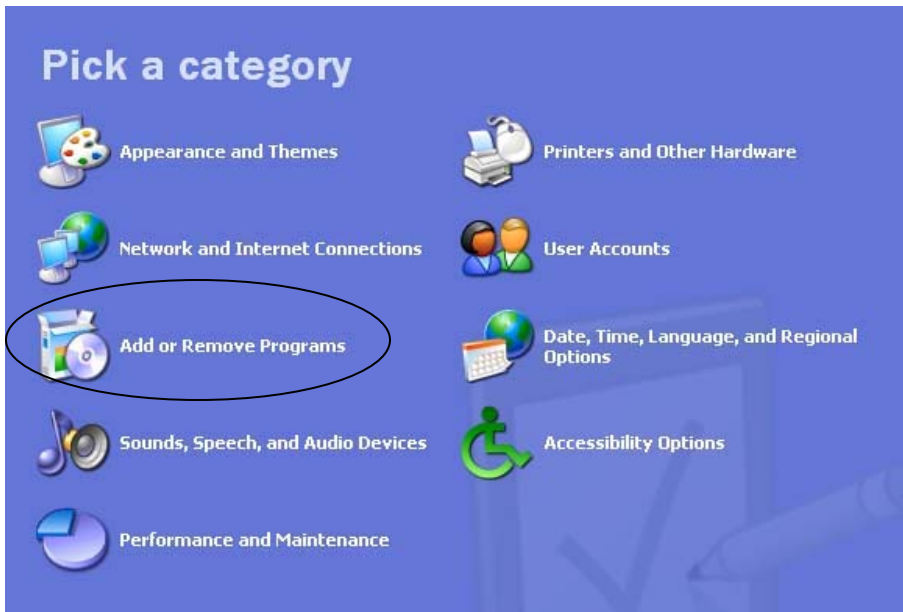 Pick a category
Appearance and Themes
Printers and Other Hardware
Network and Internet Connections
User Accounts
Add or Remove Programs
Date, Time, Language, and Regional
Options
Sounds, Speech, and Audio Devices
Accessibility Options
Performance and Maintenance